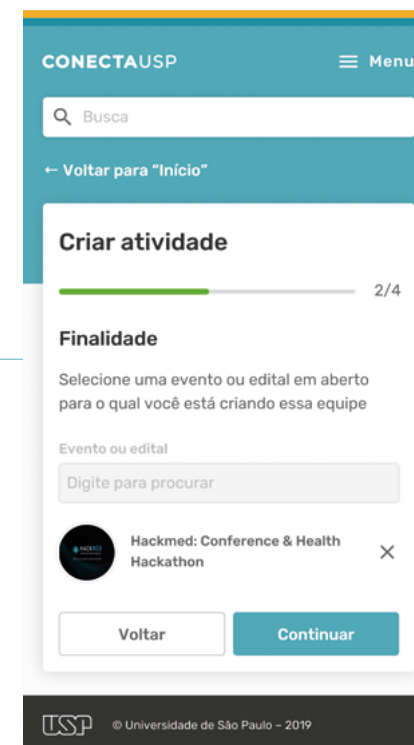 CONECTAUSP
Menu
Busca
← Voltar para “Início”
Criar atividade
2/4
Finalidade
Selecione uma evento ou edital em aberto
para o qual você está criando essa equipe
Evento ou edital
Digite para procurar
HACKMED
Hackmed: Conference & Health
Hackathon
Voltar
Continuar
USP
© Universidade de São Paulo – 2019